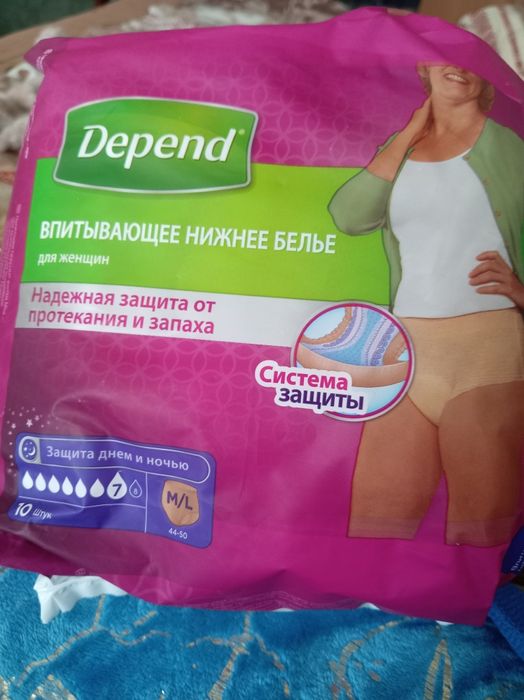 Depend®
ВПИТЫВАЮЩЕЕ НИЖНЕЕ БЕЛЬЕ
для женщин
Надежная защита от
протекания и запаха
Система
защиты
Защита днем и ночью
7 8
10 штук
M/L
44-50